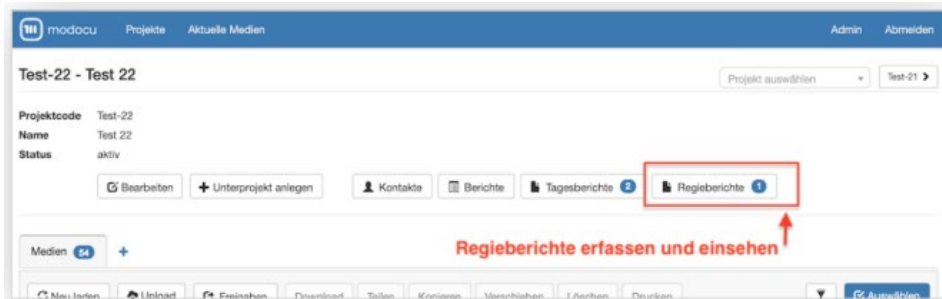 modocu Projekte Aktuelle Medien Admin Abmelden
Test-22 - Test 22 Projekt auswählen Test-21
Projektcode Test-22
Name Test 22
Status aktiv
Bearbeiten + Unterprojekt anlegen Kontakte Berichte Tagesberichte 2 Regieberichte 1
Regieberichte erfassen und einsehen
Medien 54 +
Neu laden Upload Freigaben Download Teilen Kopieren Verschieben Löschen Drucken Auswählen